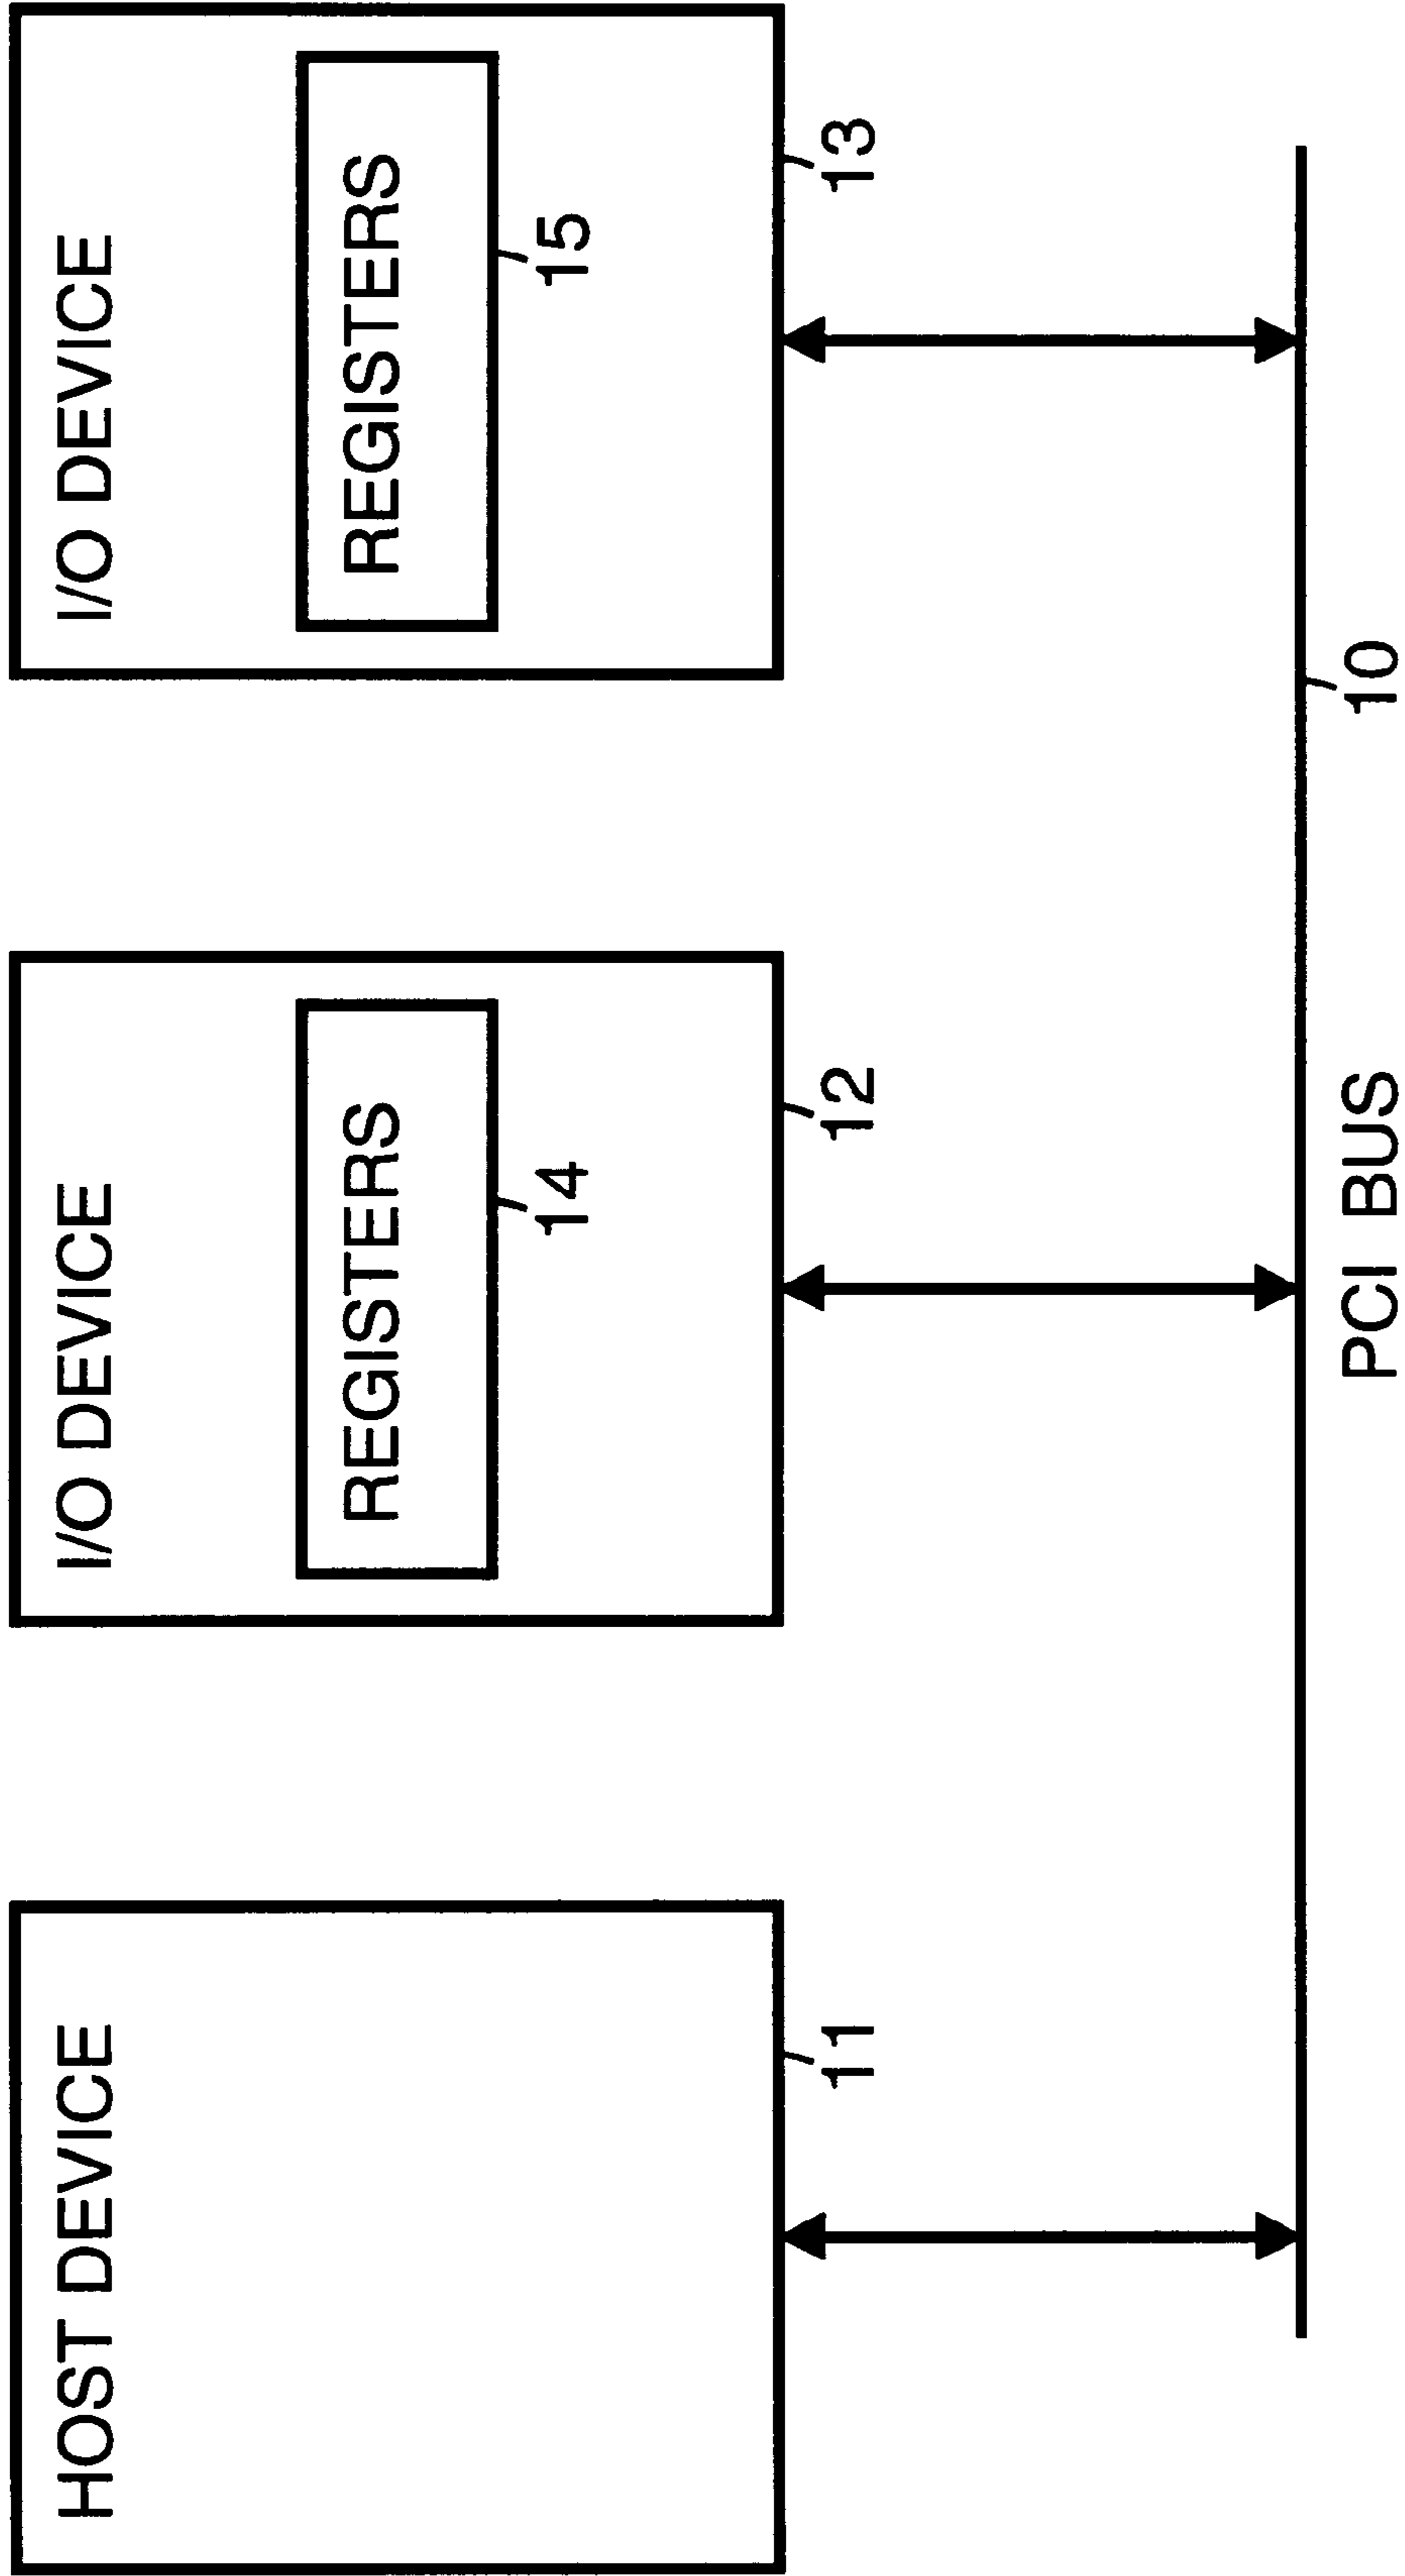 HOST DEVICE
11
I/O DEVICE
REGISTERS
14
12
I/O DEVICE
REGISTERS
15
13
PCI BUS
10